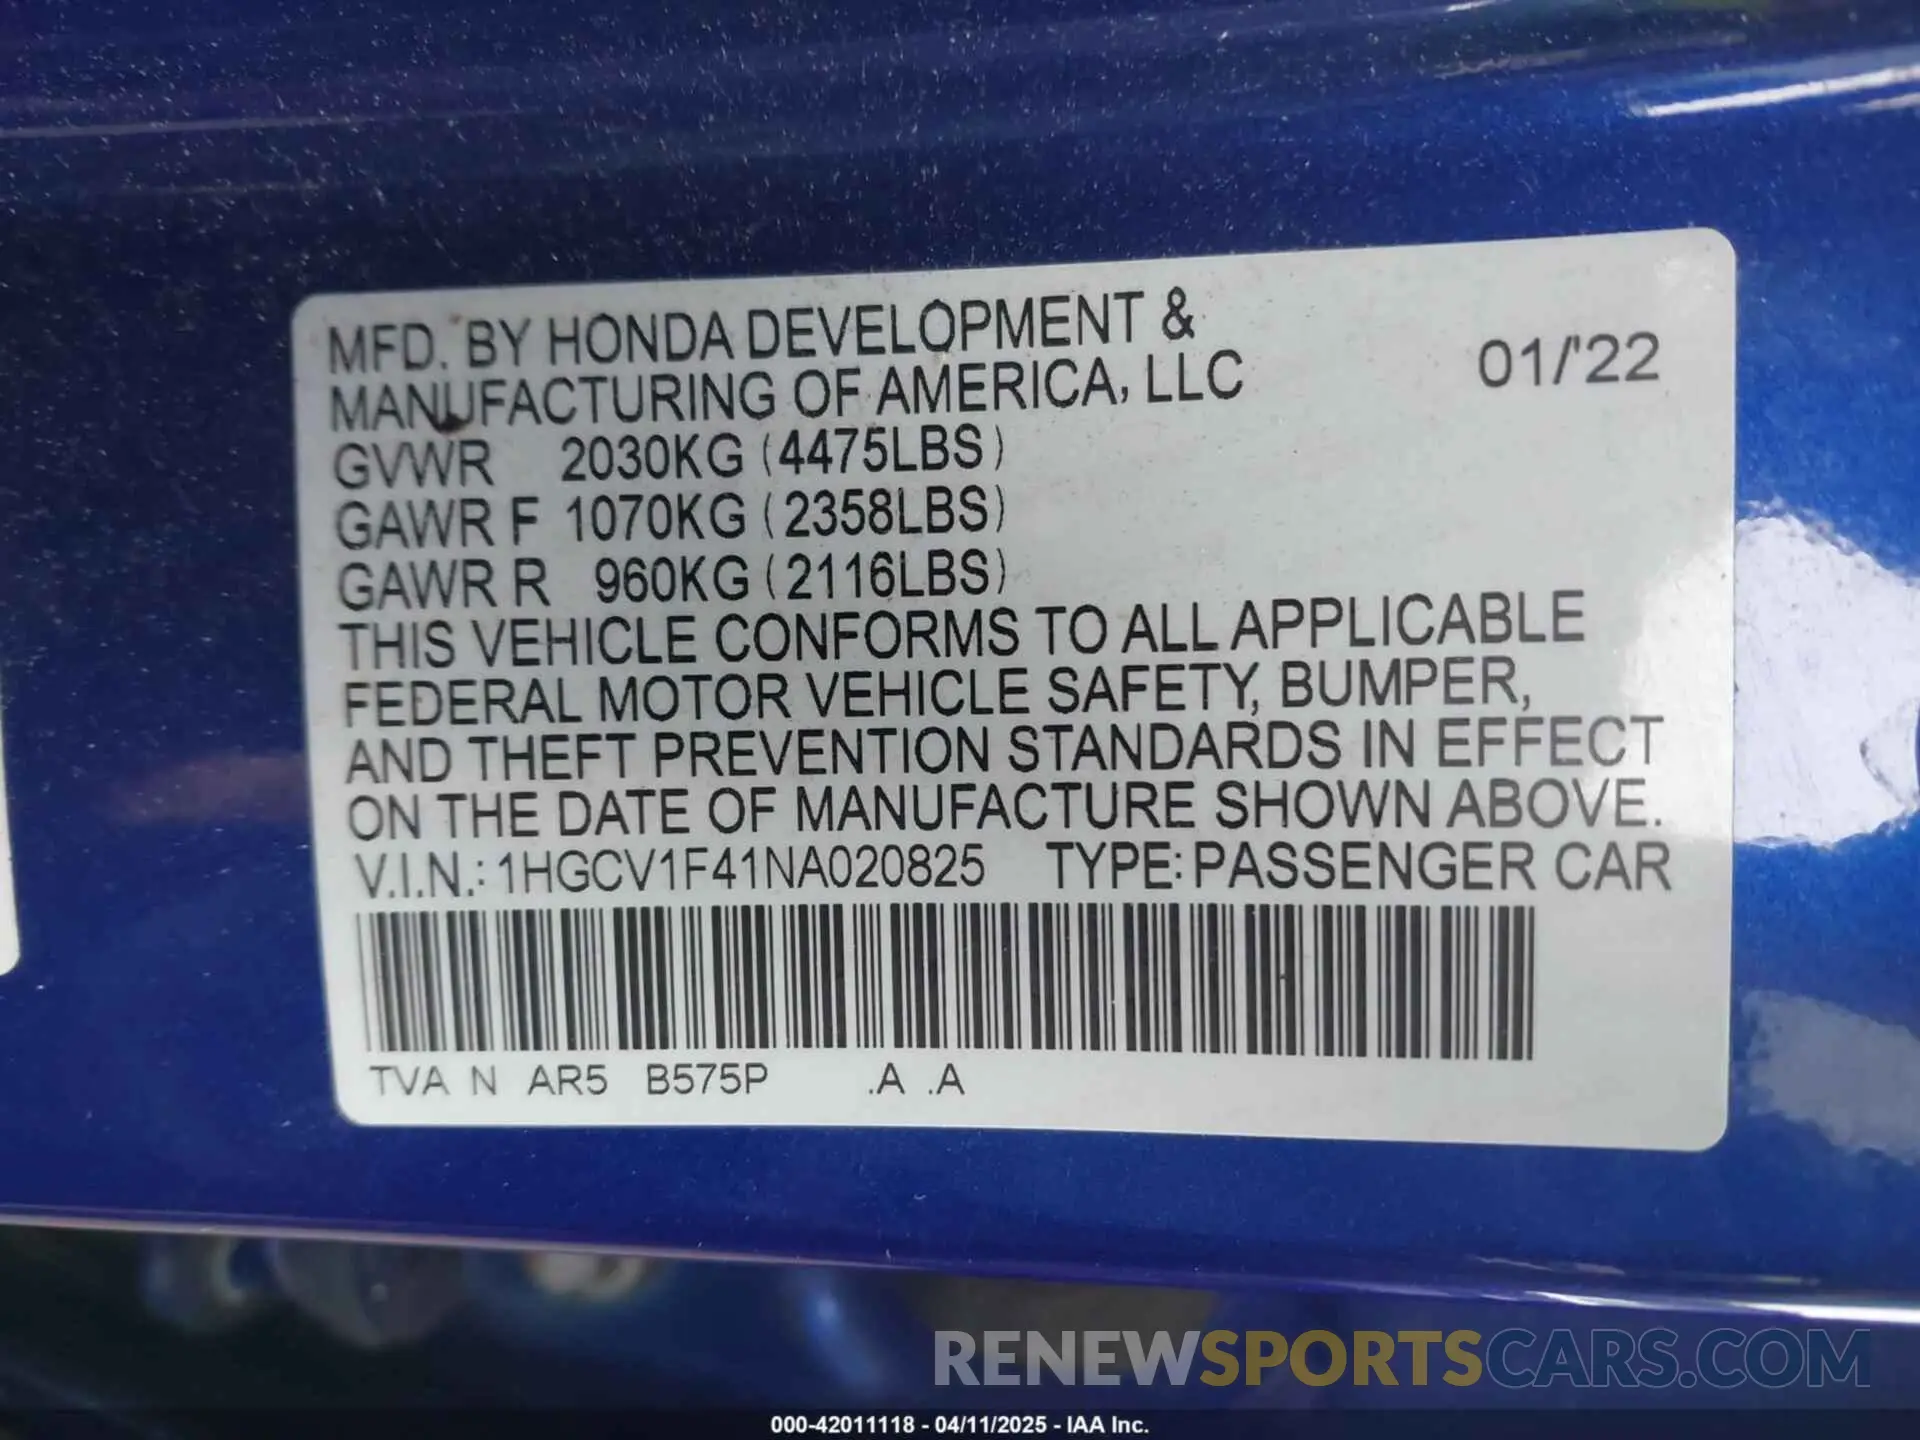 MFD. BY HONDA DEVELOPMENT &
MANUFACTURING OF AMERICA, LLC 01/'22
GVWR 2030KG (4475LBS)
GAWR F 1070KG (2358LBS)
GAWR R 960KG (2116LBS)
THIS VEHICLE CONFORMS TO ALL APPLICABLE
FEDERAL MOTOR VEHICLE SAFETY, BUMPER,
AND THEFT PREVENTION STANDARDS IN EFFECT
ON THE DATE OF MANUFACTURE SHOWN ABOVE.
V.I.N.: 1HGCV1F41NA020825 TYPE: PASSENGER CAR
TVA N AR5 B575P .A .A
RENEWSPORTSCARS.COM
000-42011118 - 04/11/2025 - IAA Inc.